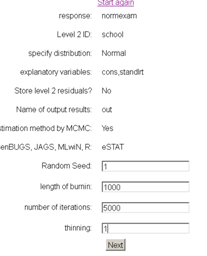 Start again
response: normexam
Level 2 ID: school
specify distribution: Normal
explanatory variables: cons,standlrt
Store level 2 residuals? No
Name of output results: out
stimation method by MCMC: Yes
enBUGS, JAGS, MLwiN, R: eSTAT
Random Seed: 1
length of burnin: 1000
number of iterations: 5000
thinning: 1
Next